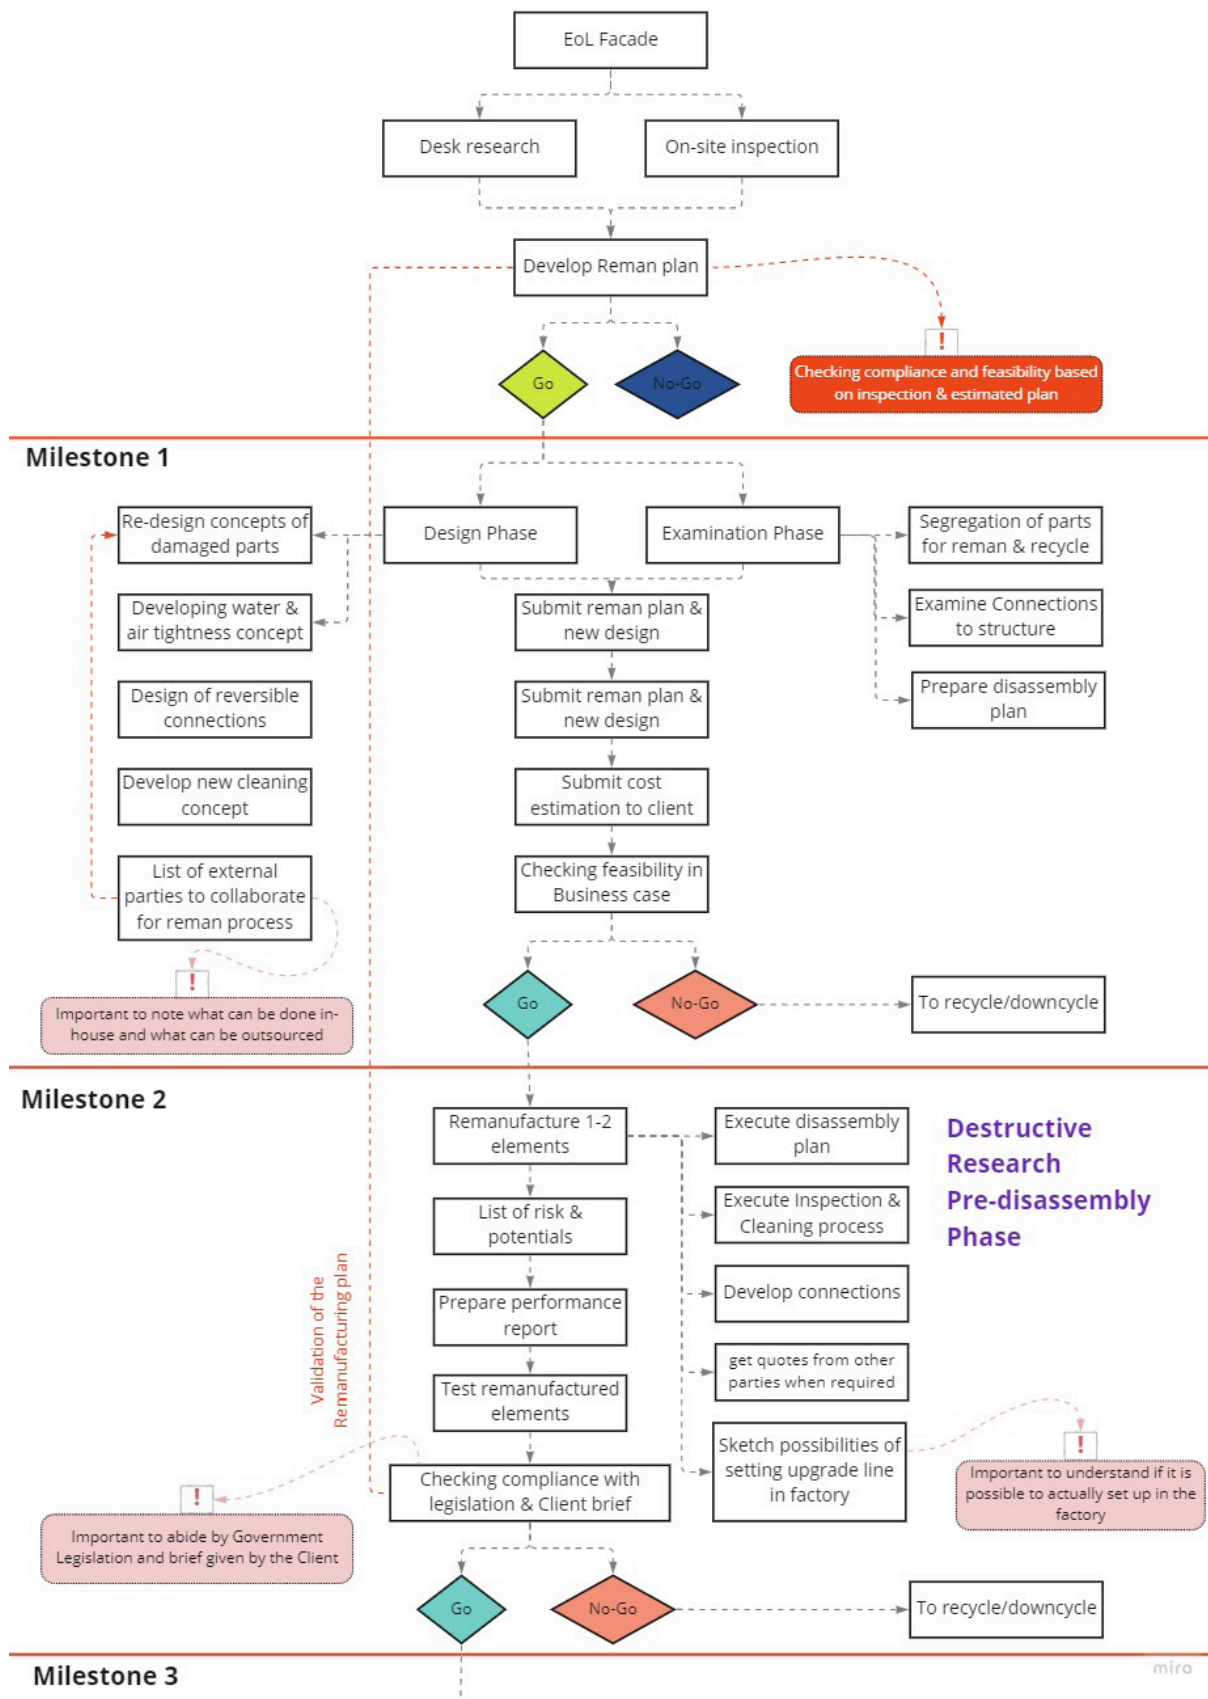 EoL Facade
Desk research
On-site inspection
Develop Reman plan
Go
No-Go
!
Checking compliance and feasibility based
on inspection & estimated plan
Milestone 1
Re-design concepts of
damaged parts
Design Phase
Examination Phase
Segregation of parts
for reman & recycle
Developing water &
air tightness concept
Submit reman plan &
new design
Examine Connections
to structure
Design of reversible
connections
Submit reman plan &
new design
Prepare disassembly
plan
Develop new cleaning
concept
Submit cost
estimation to client
List of external
parties to collaborate
for reman process
Checking feasibility in
Business case
!
Important to note what can be done in-
house and what can be outsourced
Go
No-Go
To recycle/downcycle
Milestone 2
Remanufacture 1-2
elements
Execute disassembly
plan
Destructive
Research
Pre-disassembly
Phase
List of risk &
potentials
Execute Inspection &
Cleaning process
Validation of the
Remanufacturing plan
Prepare performance
report
Develop connections
Test remanufactured
elements
get quotes from other
parties when required
Checking compliance with
legislation & Client brief
Sketch possibilities of
setting upgrade line
in factory
!
Important to understand if it is
possible to actually set up in the
factory
!
Important to abide by Government
Legislation and brief given by the Client
Go
No-Go
To recycle/downcycle
Milestone 3
miro